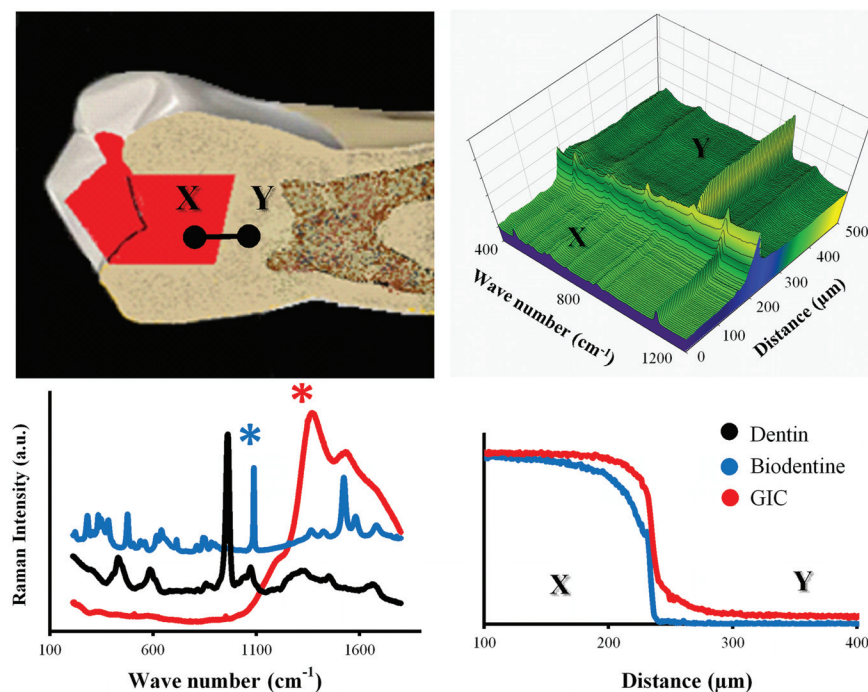 X
Y
Y
X
400
800
1200
Wave number (cm⁻¹)
0
100
200
300
400
500
Distance (µm)
*
*
Raman Intensity (a.u.)
100
600
1100
1600
Wave number (cm⁻¹)
Dentin
Biodentine
GIC
X
Y
100
200
300
400
Distance (µm)